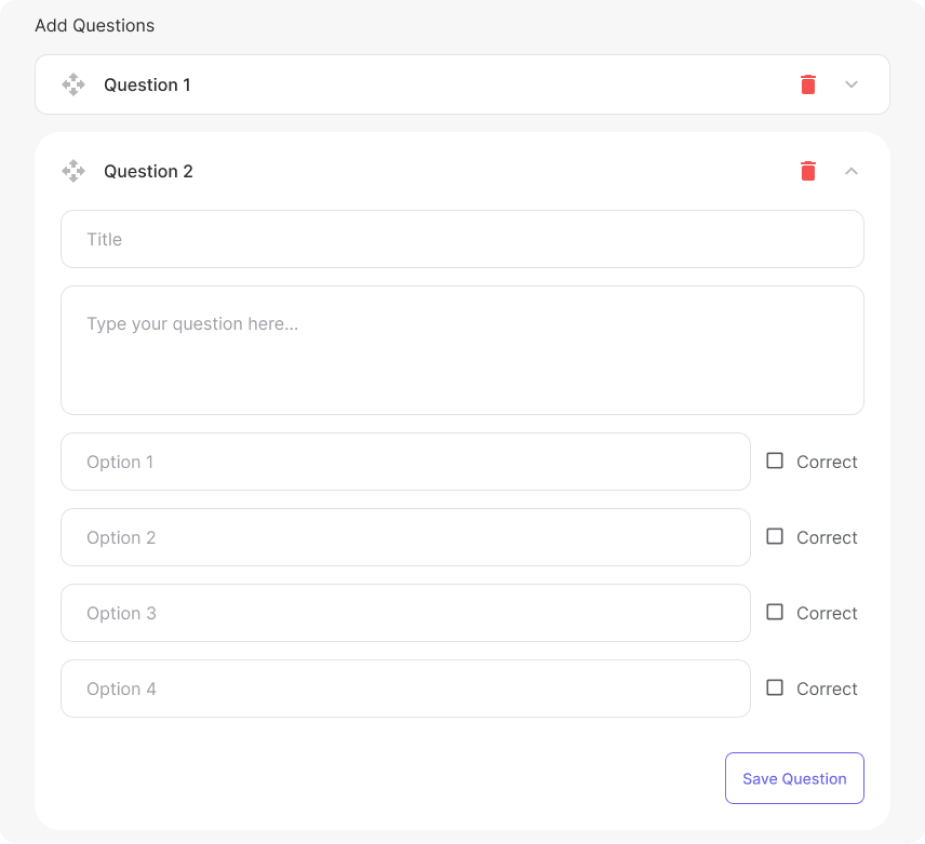 Add Questions
Question 1
Question 2
Title
Type your question here...
Option 1
Correct
Option 2
Correct
Option 3
Correct
Option 4
Correct
Save Question